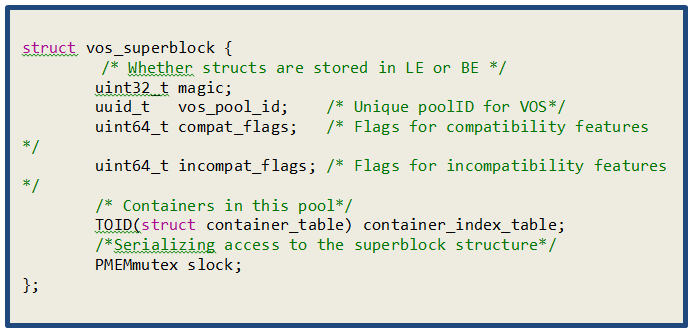 struct vos_superblock {
/* Whether structs are stored in LE or BE */
uint32_t magic;
uuid_t   vos_pool_id;    /* Unique poolID for VOS*/
uint64_t compat_flags;   /* Flags for compatibility features
*/
uint64_t incompat_flags; /* Flags for incompatibility features
*/
/* Containers in this pool*/
TOID(struct container_table) container_index_table;
/*Serializing access to the superblock structure*/
PMEMmutex slock;
};